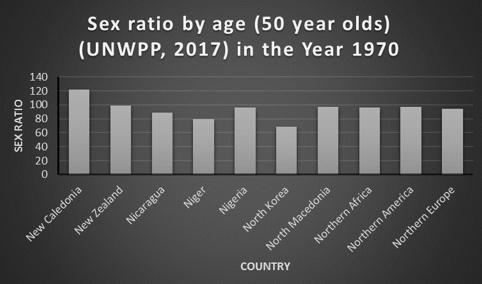 Sex ratio by age (50 year olds)
(UNWPP, 2017) in the Year 1970
SEX RATIO
140
120
100
80
60
40
20
0
New Caledonia
New Zealand
Nicaragua
Niger
Nigeria
North Korea
North Macedonia
Northern Africa
Northern America
Northern Europe
COUNTRY